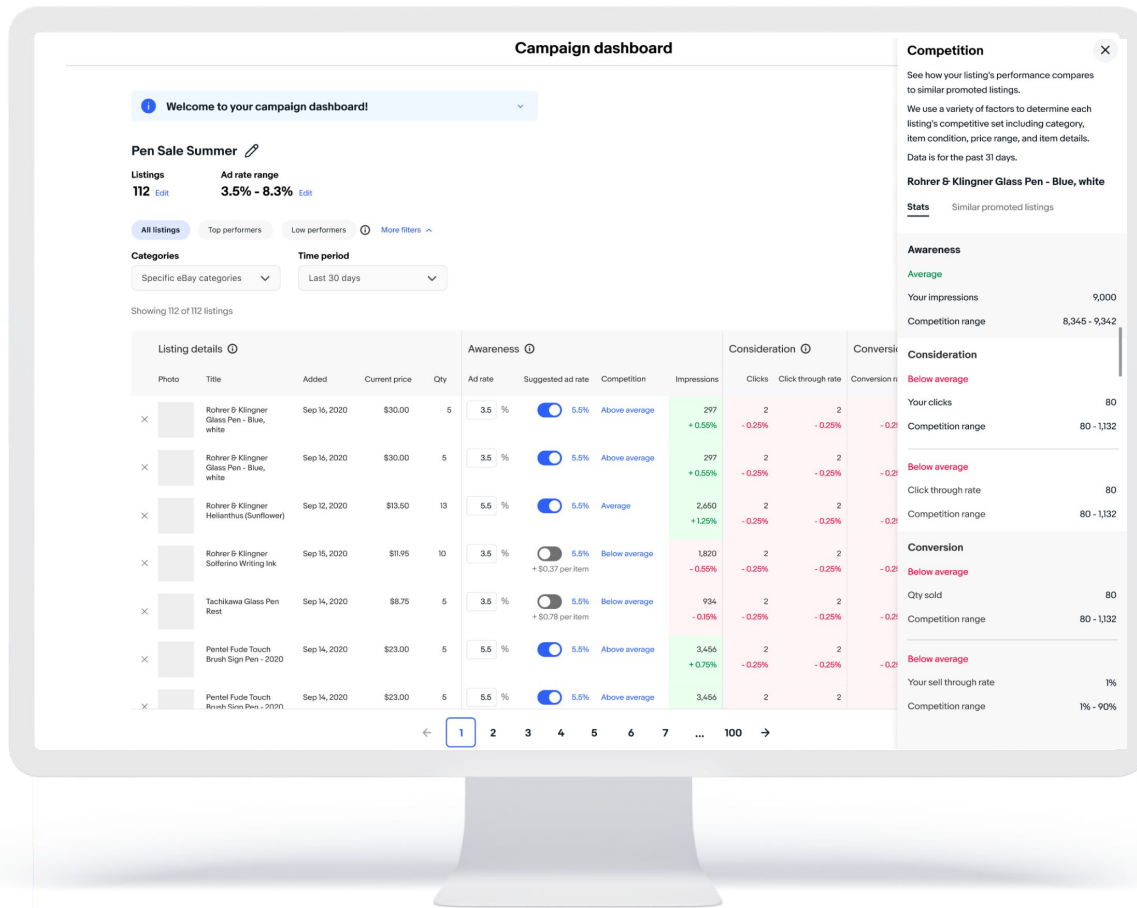 Campaign dashboard
Welcome to your campaign dashboard!
Pen Sale Summer
Listings Ad rate range
112 Edit 3.5% - 8.3% Edit
All listings Top performers Low performers More filters
Categories Time period
Specific eBay categories Last 30 days
Showing 112 of 112 listings
Listing details Awareness Consideration Conversi
Photo Title Added Current price Qty Ad rate Suggested ad rate Competition Impressions Clicks Click through rate Conversion r
Rohrer & Klingner Sep 16, 2020 $30.00 5 3.5 % 5.5% Above average 297 2 2
Glass Pen - Blue, + 0.55% - 0.25% - 0.25% - 0.2
white
Rohrer & Klingner Sep 16, 2020 $30.00 5 3.5 % 5.5% Above average 297 2 2
Glass Pen - Blue, + 0.55% - 0.25% - 0.25% - 0.2
white
Rohrer & Klingner Sep 12, 2020 $13.50 13 5.5 % 5.5% Average 2,650 2 2
Helianthus (Sunflower) + 1.25% - 0.25% - 0.25% - 0.2
Rohrer & Klingner Sep 15, 2020 $11.95 10 3.5 % 5.5% Below average 1,820 2 2
Solferino Writing Ink + $0.37 per item - 0.55% - 0.25% - 0.25% - 0.2
Tachikawa Glass Pen Sep 14, 2020 $8.75 5 3.5 % 5.5% Below average 934 2 2
Rest + $0.78 per item - 0.15% - 0.25% - 0.25% - 0.2
Pentel Fude Touch Sep 14, 2020 $23.00 5 5.5 % 5.5% Above average 3,456 2 2
Brush Sign Pen - 2020 + 0.75% - 0.25% - 0.25% - 0.2
Pentel Fude Touch Sep 14, 2020 $23.00 5 5.5 % 5.5% Above average 3,456 2 2
Brush Sign Pen - 2020
1 2 3 4 5 6 7 ... 100
Competition
See how your listing's performance compares
to similar promoted listings.
We use a variety of factors to determine each
listing's competitive set including category,
item condition, price range, and item details.
Data is for the past 31 days.
Rohrer & Klingner Glass Pen - Blue, white
Stats Similar promoted listings
Awareness
Average
Your impressions 9,000
Competition range 8,345 - 9,342
Consideration
Below average
Your clicks 80
Competition range 80 - 1,132
Below average
Click through rate 80
Competition range 80 - 1,132
Conversion
Below average
Qty sold 80
Competition range 80 - 1,132
Below average
Your sell through rate 1%
Competition range 1% - 90%